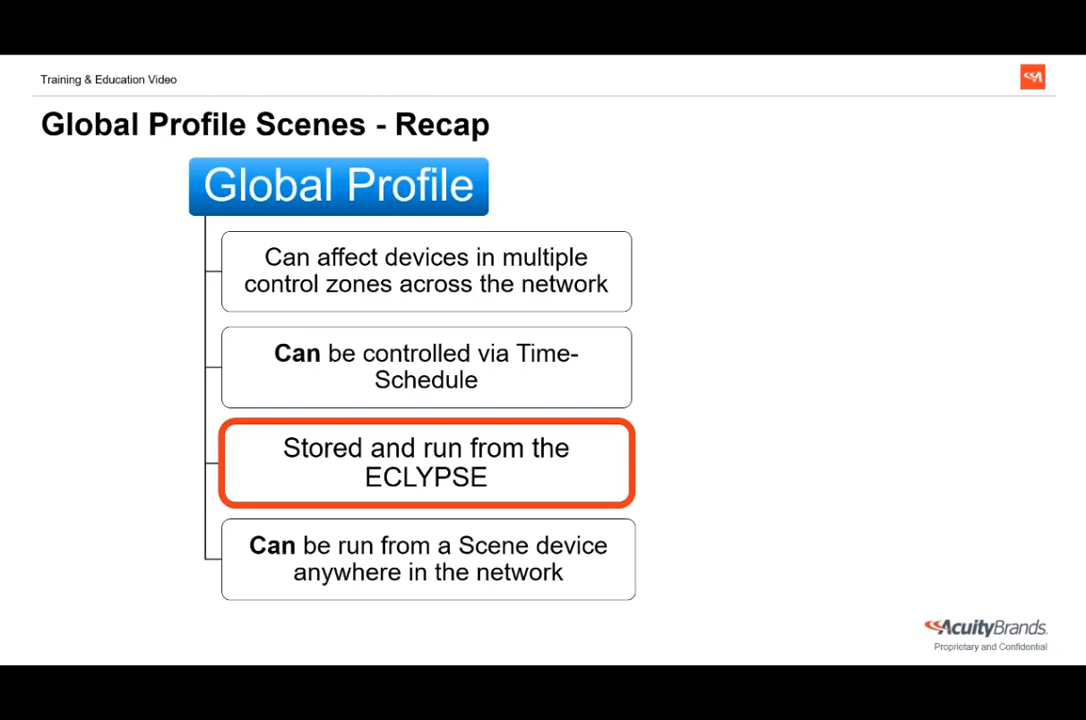 Training & Education Video
Global Profile Scenes - Recap
Global Profile
Can affect devices in multiple
control zones across the network
Can be controlled via Time-
Schedule
Stored and run from the
ECLYPSE
Can be run from a Scene device
anywhere in the network
AcuityBrands.
Proprietary and Confidential